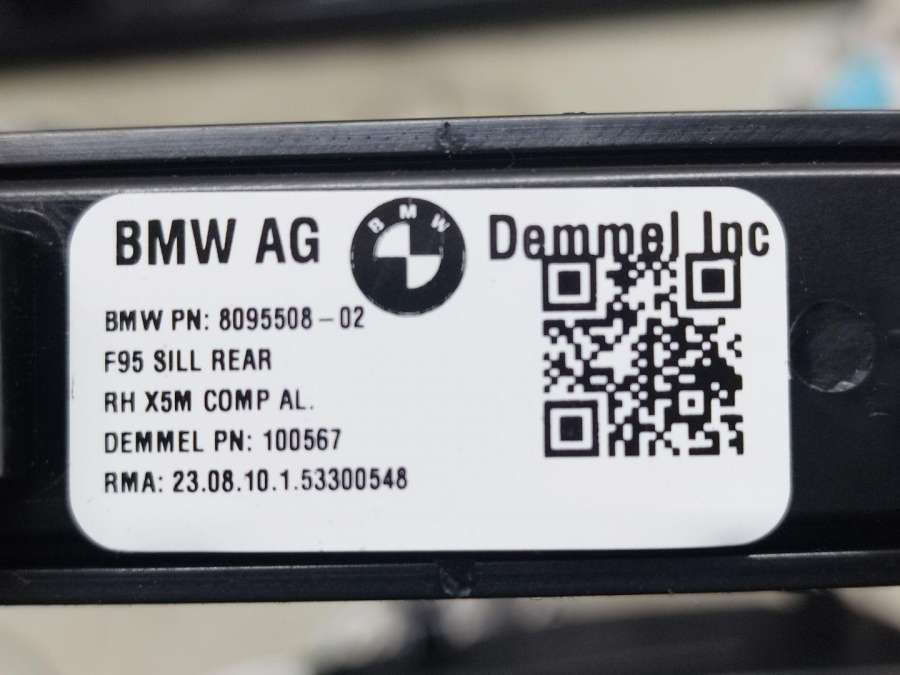 BMW AG BMW Demmel Inc
BMW PN: 8095508-02
F95 SILL REAR
RH X5M COMP AL.
DEMMEL PN: 100567
RMA: 23.08.10.1.53300548